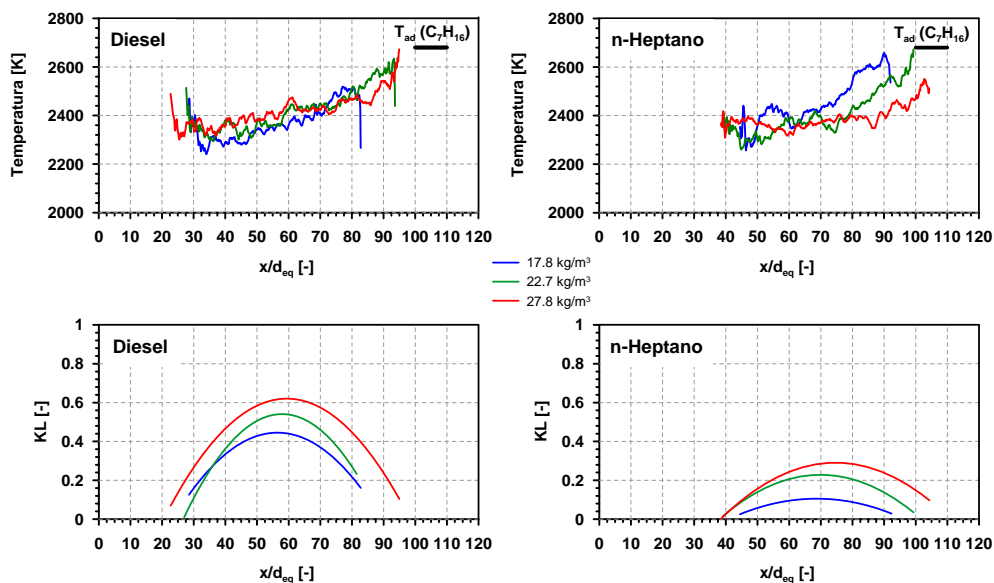 Diesel
T_ad (C₇H₁₆)
Temperatura [K]
2800
2600
2400
2200
2000
0 10 20 30 40 50 60 70 80 90 100 110 120
x/d_eq [-]
n-Heptano
T_ad (C₇H₁₆)
Temperatura [K]
2800
2600
2400
2200
2000
0 10 20 30 40 50 60 70 80 90 100 110 120
x/d_eq [-]
17.8 kg/m³
22.7 kg/m³
27.8 kg/m³
Diesel
KL [-]
1
0.8
0.6
0.4
0.2
0
0 10 20 30 40 50 60 70 80 90 100 110 120
x/d_eq [-]
n-Heptano
KL [-]
1
0.8
0.6
0.4
0.2
0
0 10 20 30 40 50 60 70 80 90 100 110 120
x/d_eq [-]